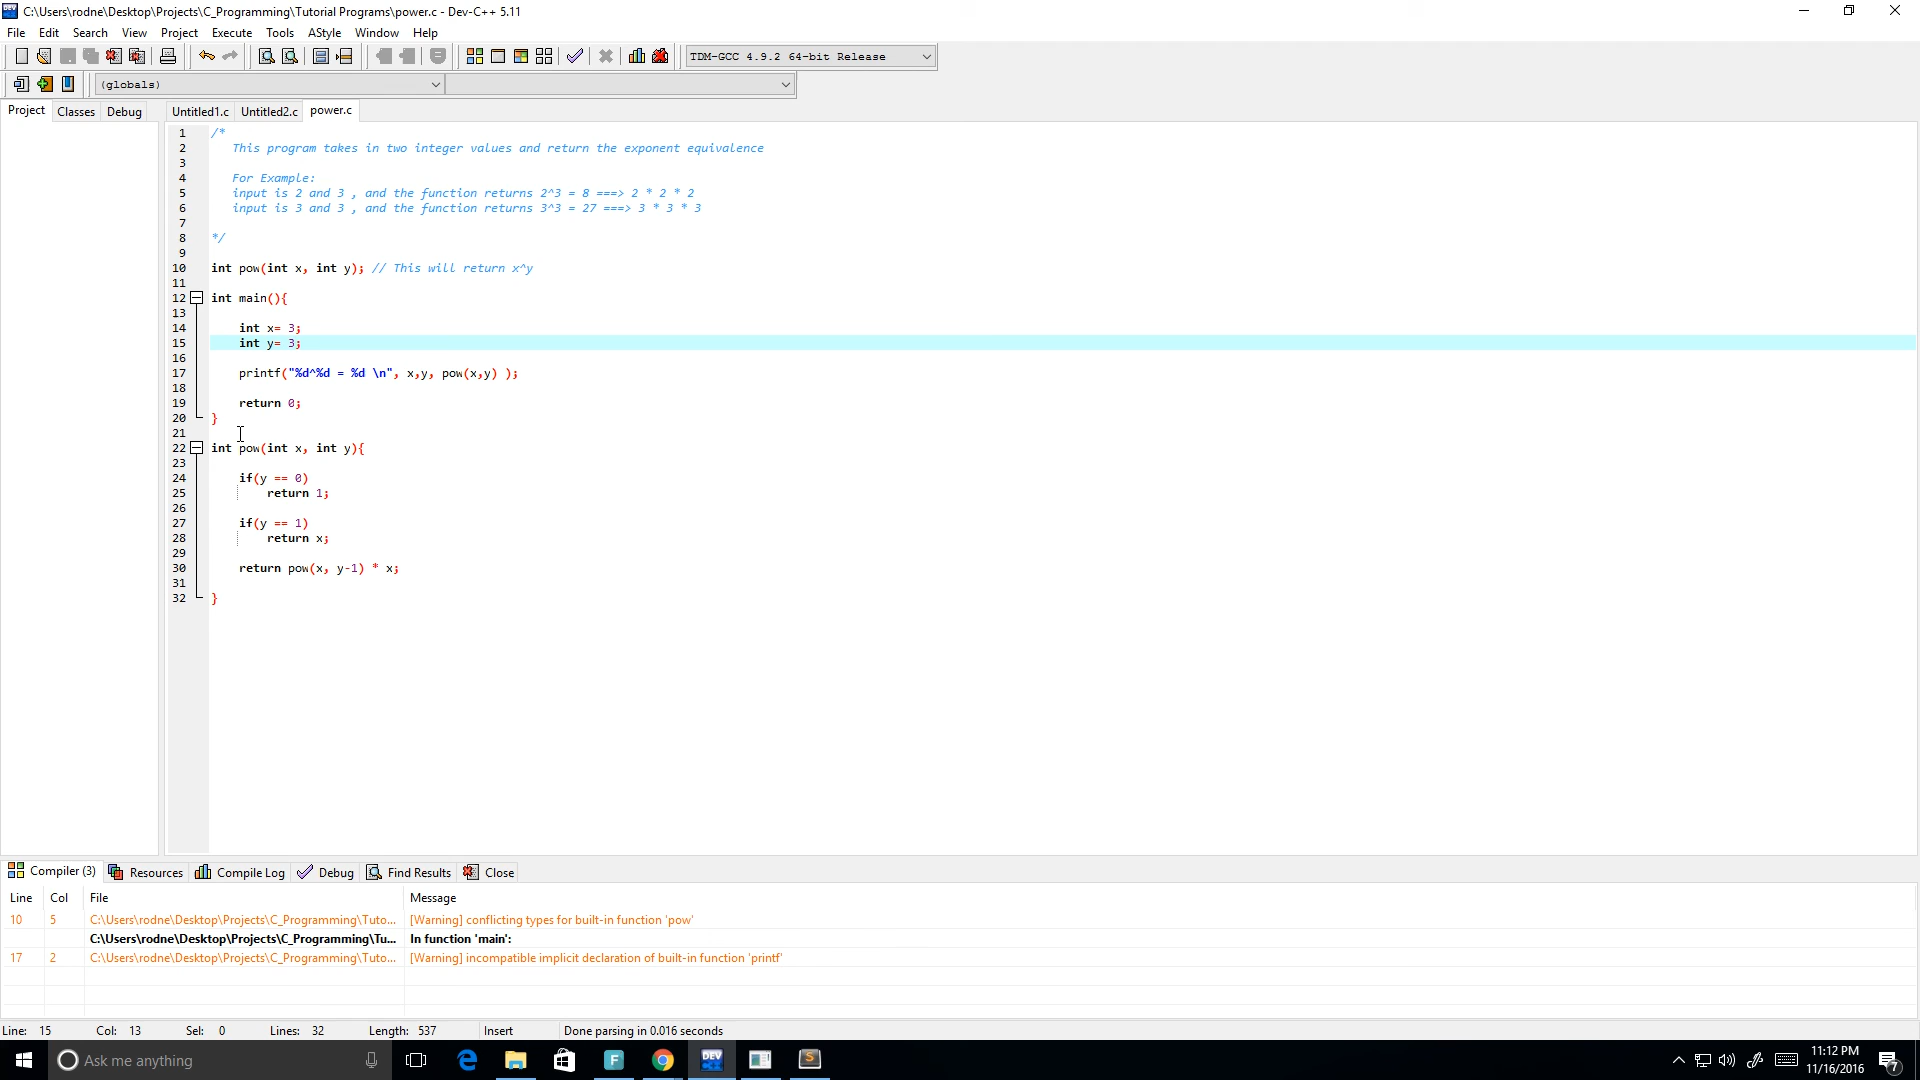 C:\Users\rodne\Desktop\Projects\C_Programming\Tutorial Programs\power.c - Dev-C++ 5.11
File Edit Search View Project Execute Tools AStyle Window Help
TDM-GCC 4.9.2 64-bit Release
(globals)
Project Classes Debug Untitled1.c Untitled2.c power.c
1 /*
2 This program takes in two integer values and return the exponent equivalence
3
4 For Example:
5 input is 2 and 3 , and the function returns 2^3 = 8 ===> 2 * 2 * 2
6 input is 3 and 3 , and the function returns 3^3 = 27 ===> 3 * 3 * 3
7
8 */
9
10 int pow(int x, int y); // This will return x^y
11
12 int main(){
13
14 int x= 3;
15 int y= 3;
16
17 printf("%d^%d = %d \n", x,y, pow(x,y) );
18
19 return 0;
20 }
21
22 int pow(int x, int y){
23
24 if(y == 0)
25 return 1;
26
27 if(y == 1)
28 return x;
29
30 return pow(x, y-1) * x;
31
32 }
Compiler (3) Resources Compile Log Debug Find Results Close
Line Col File Message
10 5 C:\Users\rodne\Desktop\Projects\C_Programming\Tuto... [Warning] conflicting types for built-in function 'pow'
C:\Users\rodne\Desktop\Projects\C_Programming\Tu... In function 'main':
17 2 C:\Users\rodne\Desktop\Projects\C_Programming\Tuto... [Warning] incompatible implicit declaration of built-in function 'printf'
Line: 15 Col: 13 Sel: 0 Lines: 32 Length: 537 Insert Done parsing in 0.016 seconds
Ask me anything
F
DEV
S
11:12 PM
11/16/2016
7